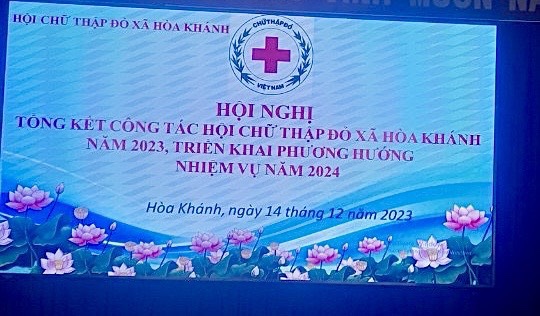 HỘI CHỮ THẬP ĐỎ XÃ HÒA KHÁNH
CHỮ THẬP ĐỎ
VIỆT NAM
HỘI NGHỊ
TỔNG KẾT CÔNG TÁC HỘI CHỮ THẬP ĐỎ XÃ HÒA KHÁNH
NĂM 2023, TRIỂN KHAI PHƯƠNG HƯỚNG
NHIỆM VỤ NĂM 2024
Hòa Khánh, ngày 14 tháng 12 năm 2023